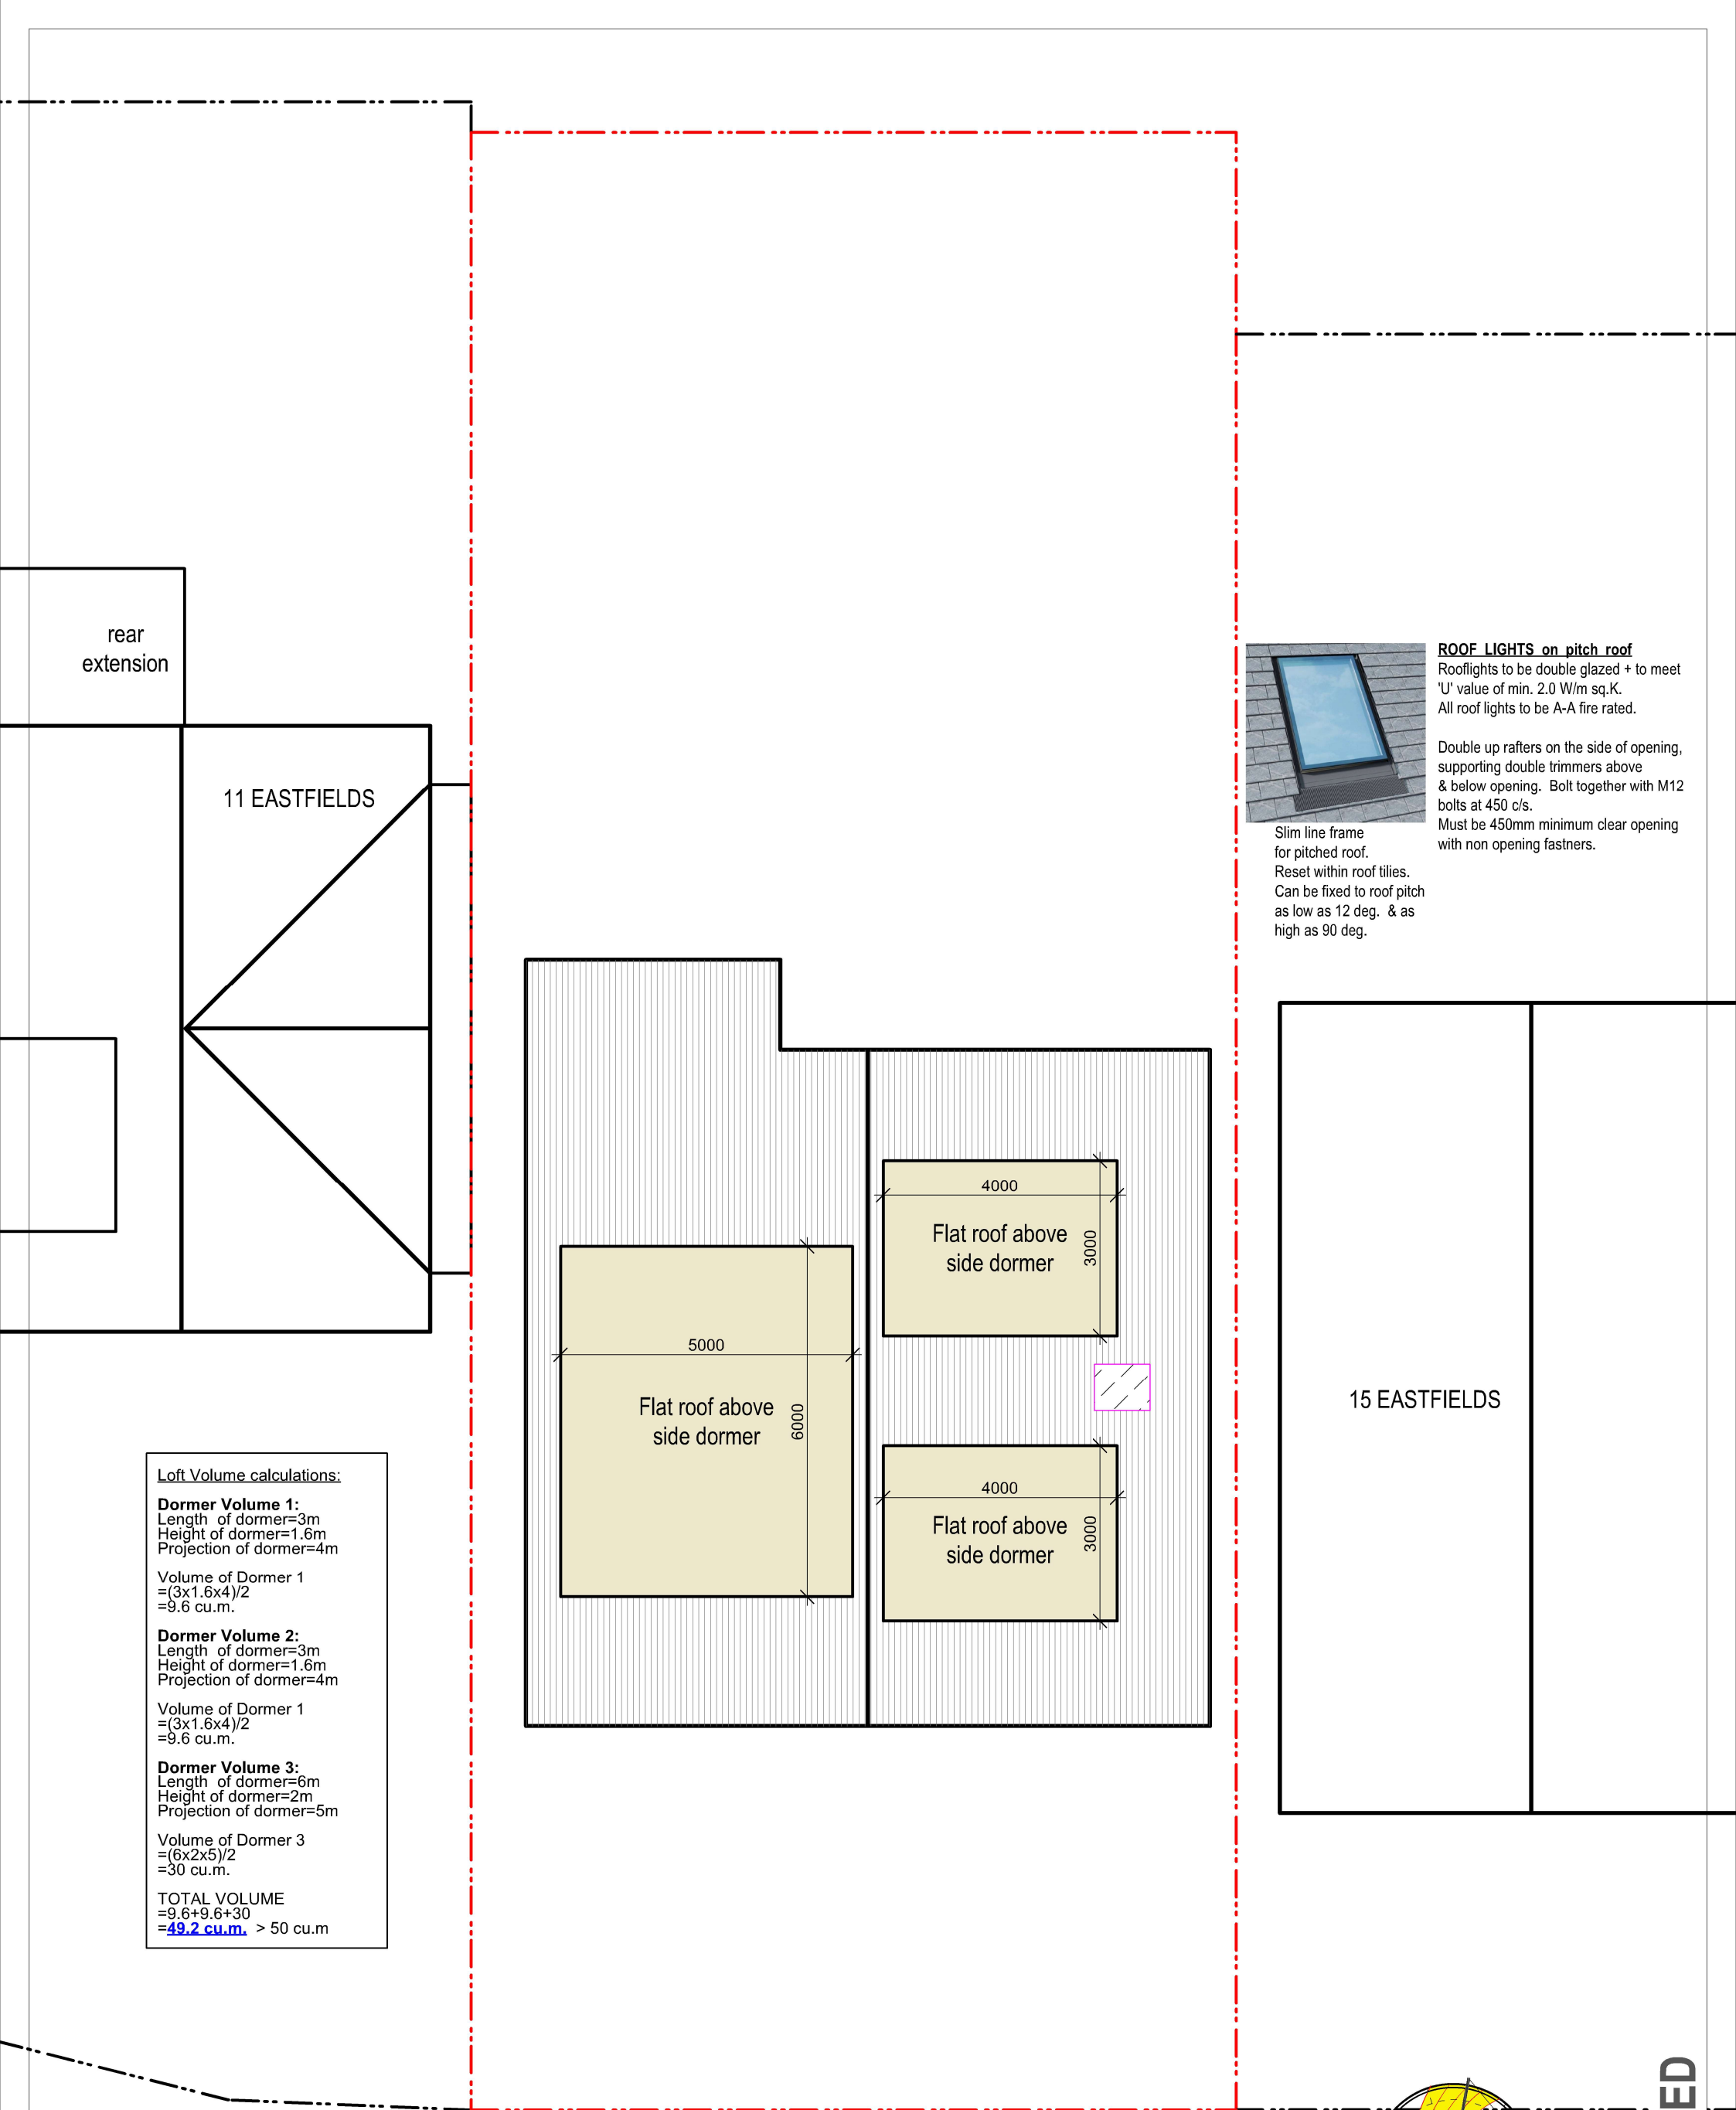 rear
extension
11 EASTFIELDS
ROOF LIGHTS on pitch roof
Rooflights to be double glazed + to meet
'U' value of min. 2.0 W/m sq.K.
All roof lights to be A-A fire rated.
Double up rafters on the side of opening,
supporting double trimmers above
& below opening. Bolt together with M12
bolts at 450 c/s.
Must be 450mm minimum clear opening
with non opening fastners.
Slim line frame
for pitched roof.
Reset within roof tilies.
Can be fixed to roof pitch
as low as 12 deg. & as
high as 90 deg.
4000
3000
Flat roof above
side dormer
5000
6000
Flat roof above
side dormer
4000
3000
Flat roof above
side dormer
15 EASTFIELDS
Loft Volume calculations:
Dormer Volume 1:
Length of dormer=3m
Height of dormer=1.6m
Projection of dormer=4m
Volume of Dormer 1
=(3x1.6x4)/2
=9.6 cu.m.
Dormer Volume 2:
Length of dormer=3m
Height of dormer=1.6m
Projection of dormer=4m
Volume of Dormer 1
=(3x1.6x4)/2
=9.6 cu.m.
Dormer Volume 3:
Length of dormer=6m
Height of dormer=2m
Projection of dormer=5m
Volume of Dormer 3
=(6x2x5)/2
=30 cu.m.
TOTAL VOLUME
=9.6+9.6+30
=49.2 cu.m. > 50 cu.m
ED